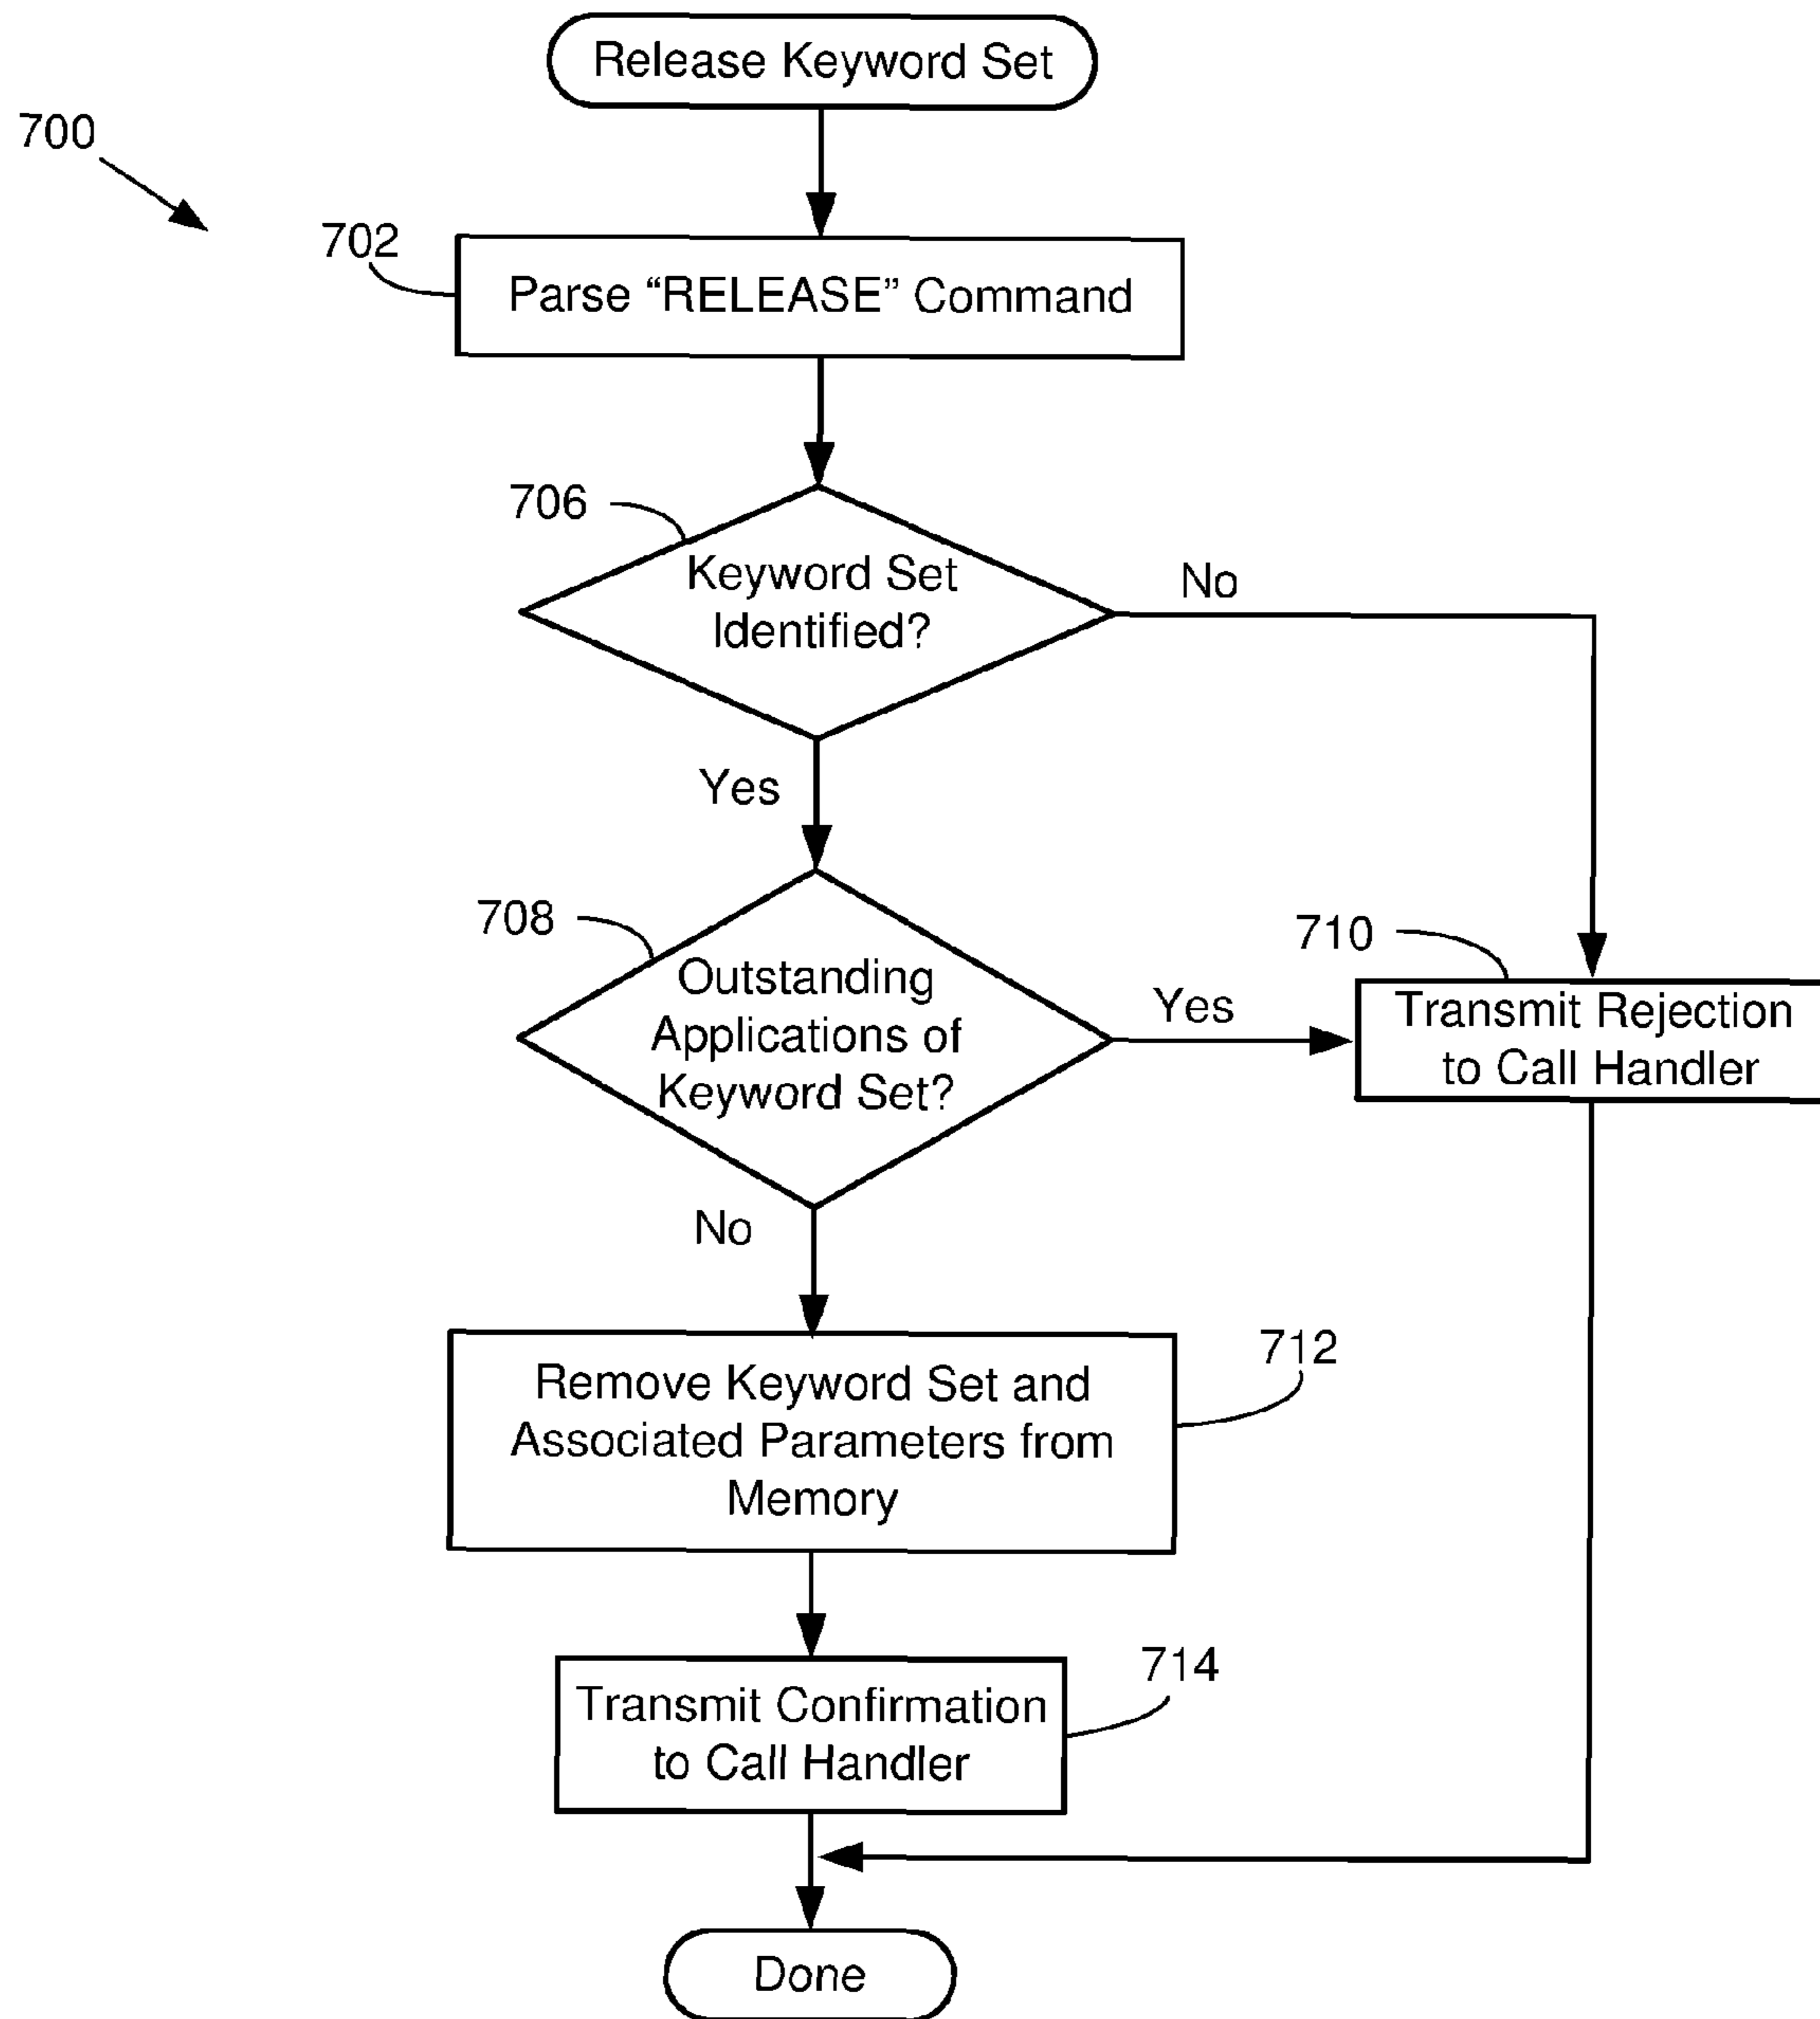 Release Keyword Set
700
702
Parse “RELEASE” Command
706
Keyword Set
Identified?
No
Yes
708
Outstanding
Applications of
Keyword Set?
Yes
710
Transmit Rejection
to Call Handler
No
712
Remove Keyword Set and
Associated Parameters from
Memory
714
Transmit Confirmation
to Call Handler
Done